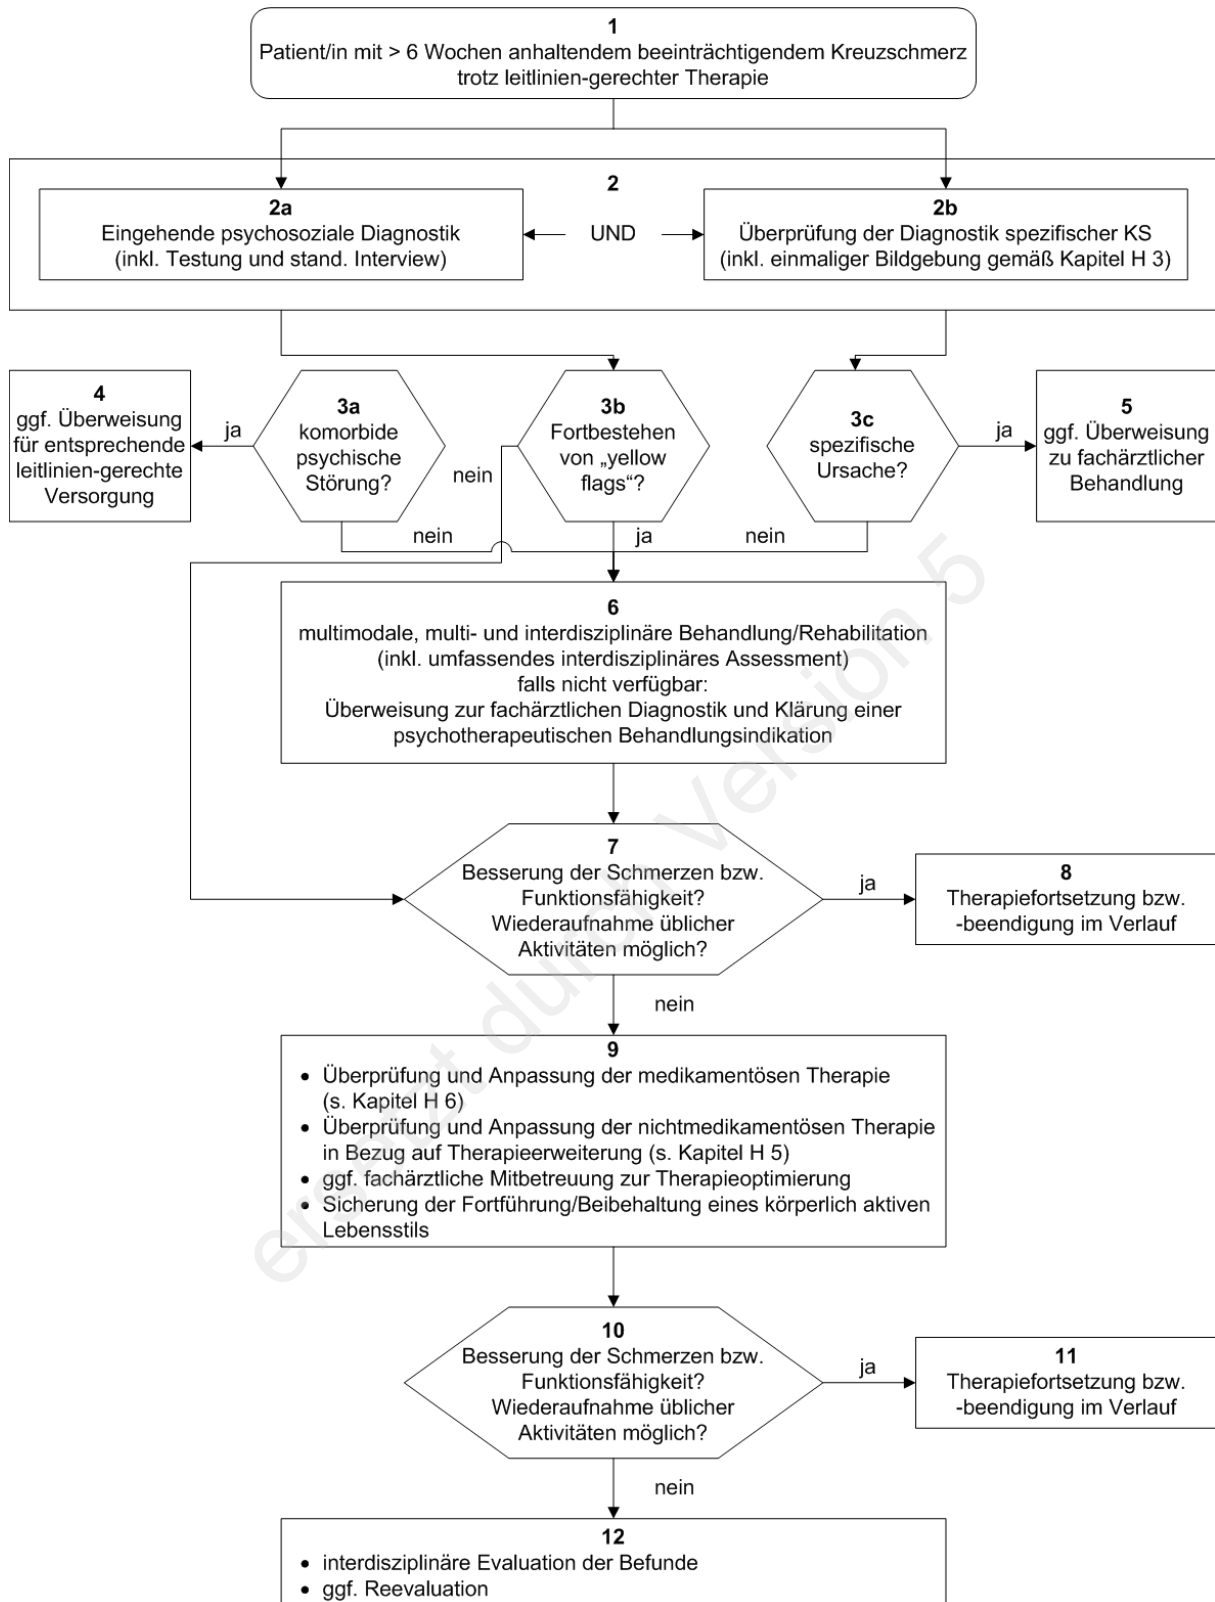 1
Patient/in mit > 6 Wochen anhaltendem beeinträchtigendem Kreuzschmerz
trotz leitlinien-gerechter Therapie
2
2a
Eingehende psychosoziale Diagnostik
(inkl. Testung und stand. Interview)
UND
2b
Überprüfung der Diagnostik spezifischer KS
(inkl. einmaliger Bildgebung gemäß Kapitel H 3)
4
ggf. Überweisung
für entsprechende
leitlinien-gerechte
Versorgung
ja
3a
komorbide
psychische
Störung?
nein
nein
3b
Fortbestehen
von „yellow
flags“?
ja
3c
spezifische
Ursache?
nein
ja
5
ggf. Überweisung
zu fachärztlicher
Behandlung
6
multimodale, multi- und interdisziplinäre Behandlung/Rehabilitation
(inkl. umfassendes interdisziplinäres Assessment)
falls nicht verfügbar:
Überweisung zur fachärztlichen Diagnostik und Klärung einer
psychotherapeutischen Behandlungsindikation
7
Besserung der Schmerzen bzw.
Funktionsfähigkeit?
Wiederaufnahme üblicher
Aktivitäten möglich?
ja
8
Therapiefortsetzung bzw.
-beendigung im Verlauf
nein
9
• Überprüfung und Anpassung der medikamentösen Therapie
(s. Kapitel H 6)
• Überprüfung und Anpassung der nichtmedikamentösen Therapie
in Bezug auf Therapieerweiterung (s. Kapitel H 5)
• ggf. fachärztliche Mitbetreuung zur Therapieoptimierung
• Sicherung der Fortführung/Beibehaltung eines körperlich aktiven
Lebensstils
10
Besserung der Schmerzen bzw.
Funktionsfähigkeit?
Wiederaufnahme üblicher
Aktivitäten möglich?
ja
11
Therapiefortsetzung bzw.
-beendigung im Verlauf
nein
12
• interdisziplinäre Evaluation der Befunde
• ggf. Reevaluation
ersetzt durch Version 5